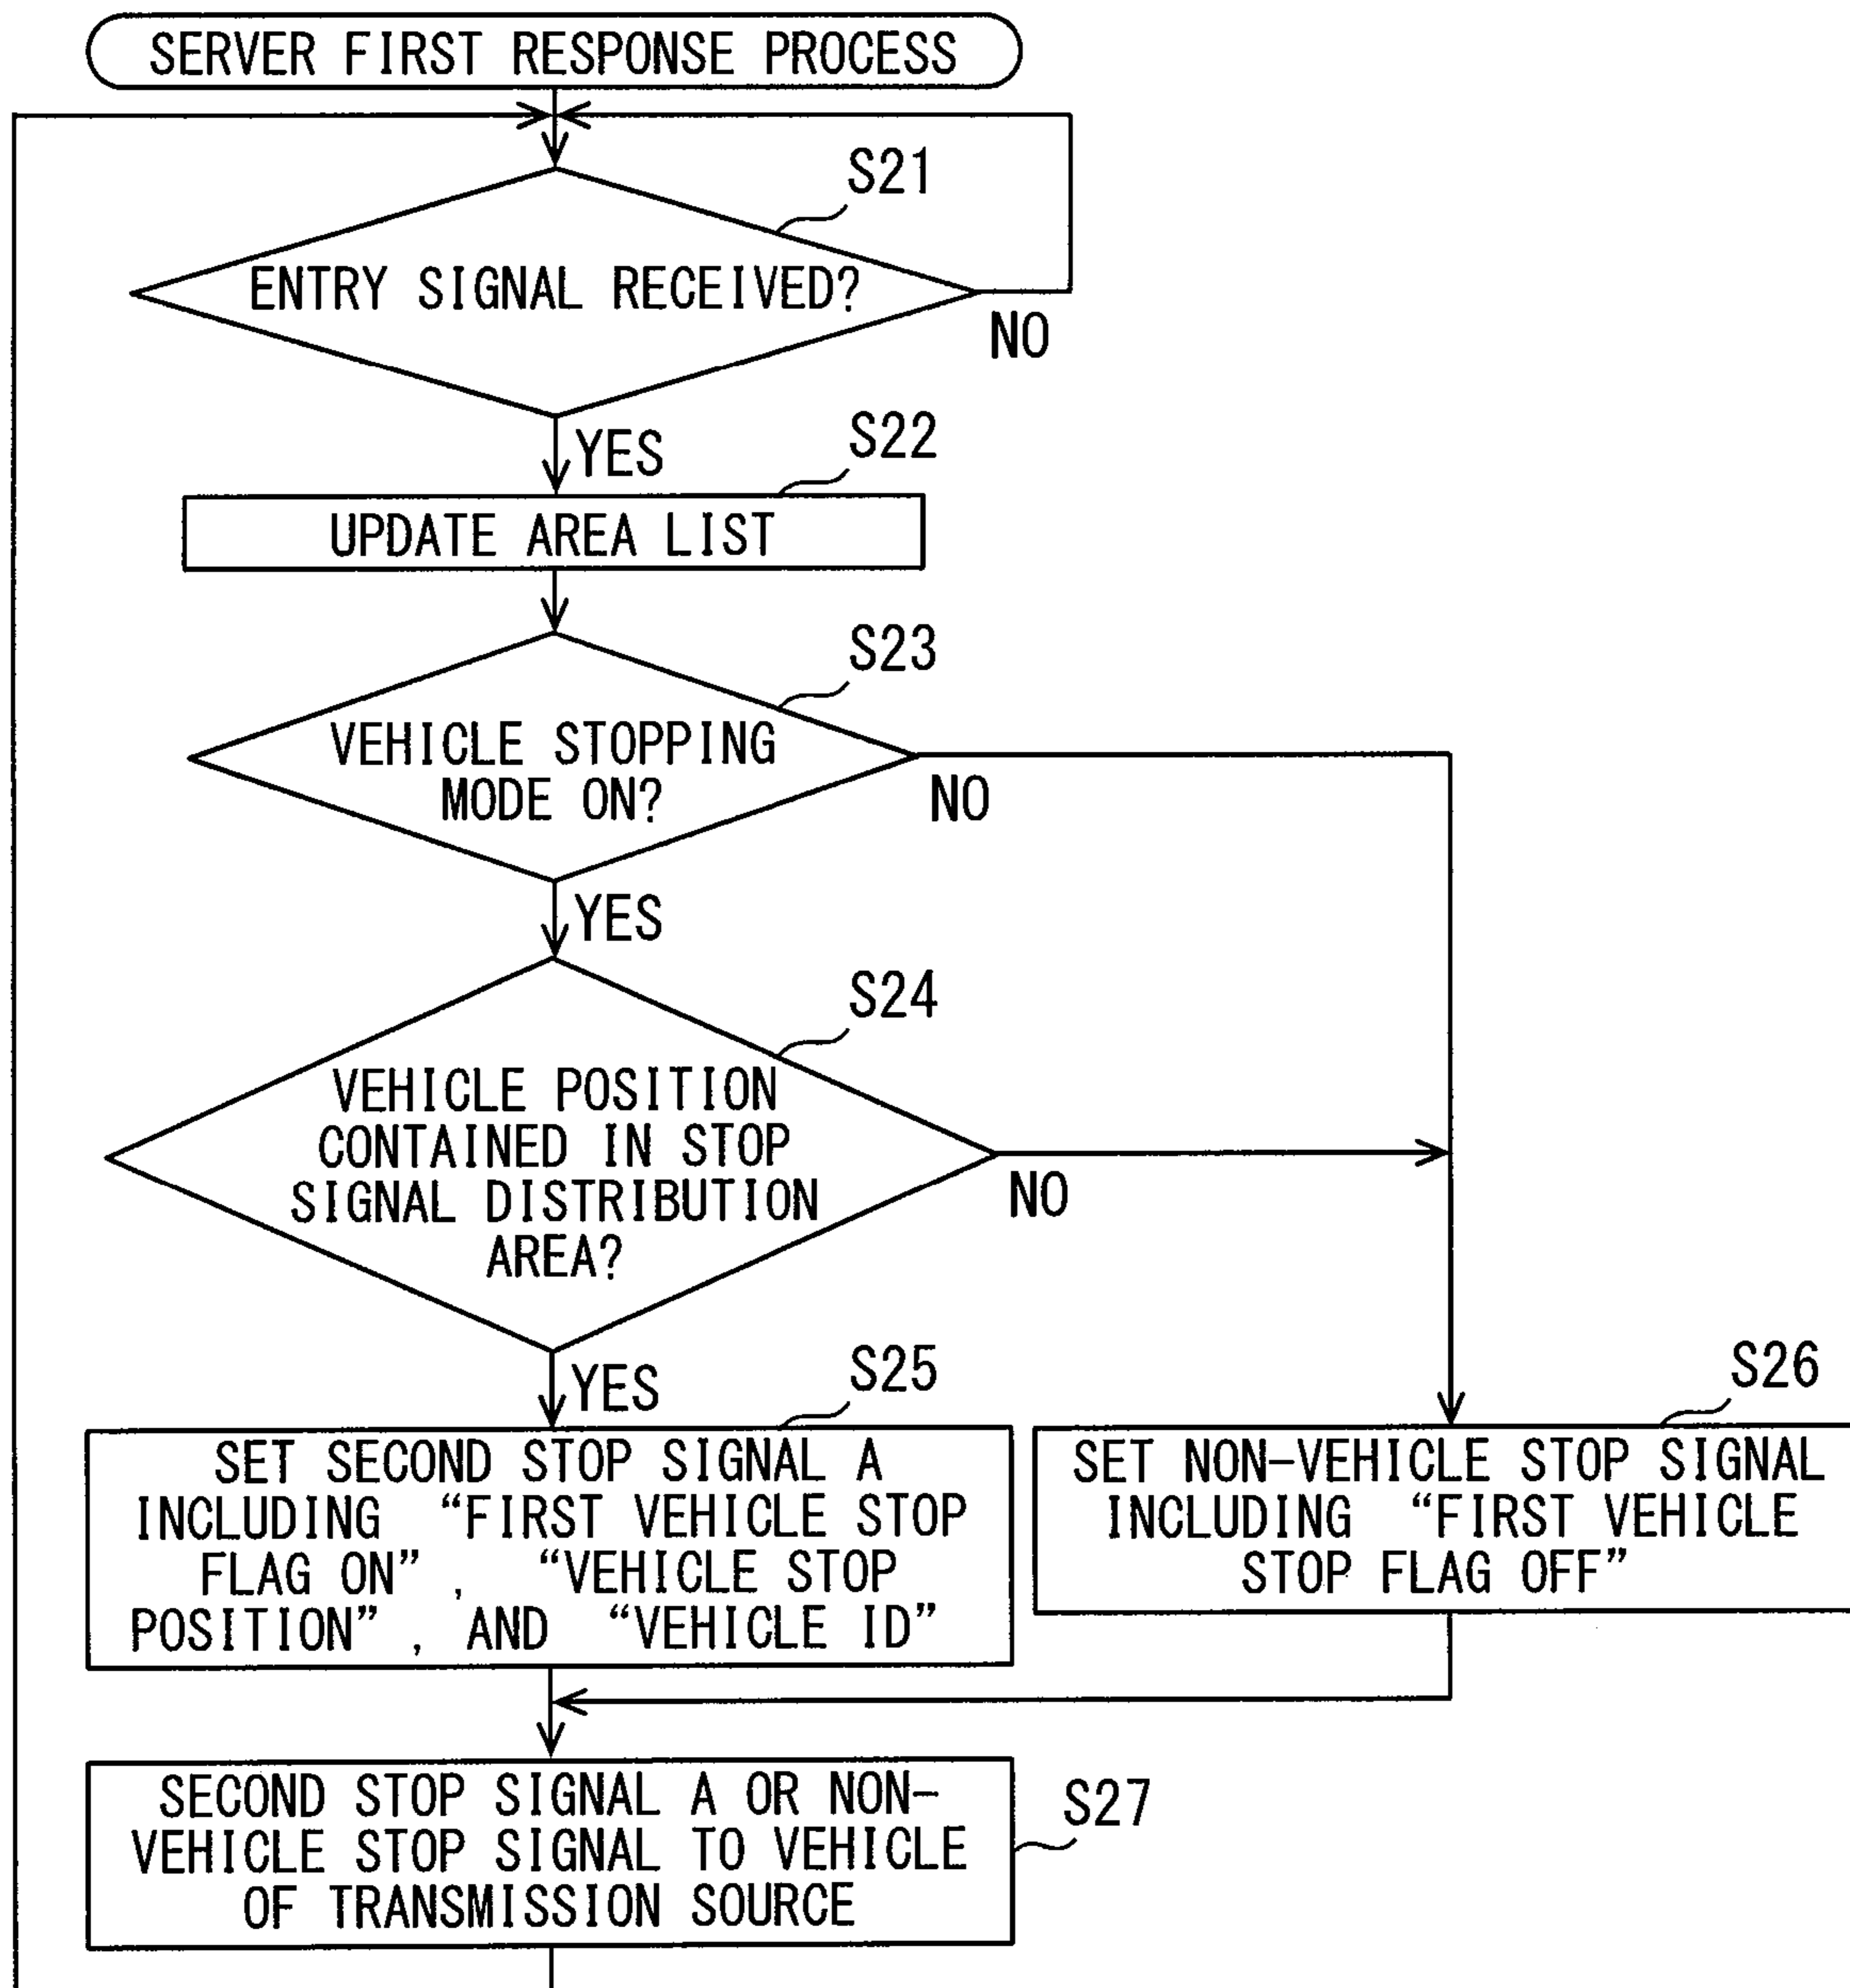 SERVER FIRST RESPONSE PROCESS
S21
ENTRY SIGNAL RECEIVED?
NO
YES
S22
UPDATE AREA LIST
S23
VEHICLE STOPPING
MODE ON?
NO
YES
S24
VEHICLE POSITION
CONTAINED IN STOP
SIGNAL DISTRIBUTION
AREA?
NO
YES
S25
SET SECOND STOP SIGNAL A
INCLUDING “FIRST VEHICLE STOP
FLAG ON”, “VEHICLE STOP
POSITION”, AND “VEHICLE ID”
S26
SET NON-VEHICLE STOP SIGNAL
INCLUDING “FIRST VEHICLE
STOP FLAG OFF”
SECOND STOP SIGNAL A OR NON-
VEHICLE STOP SIGNAL TO VEHICLE
OF TRANSMISSION SOURCE
S27